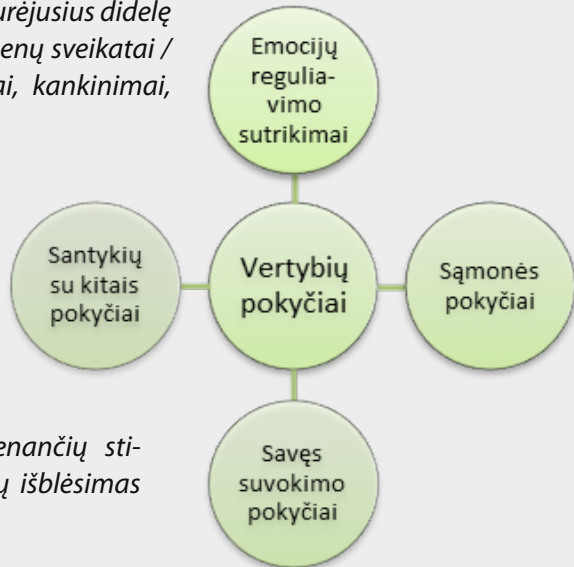 urėjusius didelę
enų sveikatai /
ai, kankinimai,
Emocijų
regulia-
vimo
sutrikimai
Santykių
su kitais
pokyčiai
Vertybių
pokyčiai
Sąmonės
pokyčiai
enančių sti-
ų išblėsimas
Savęs
suvokimo
pokyčiai